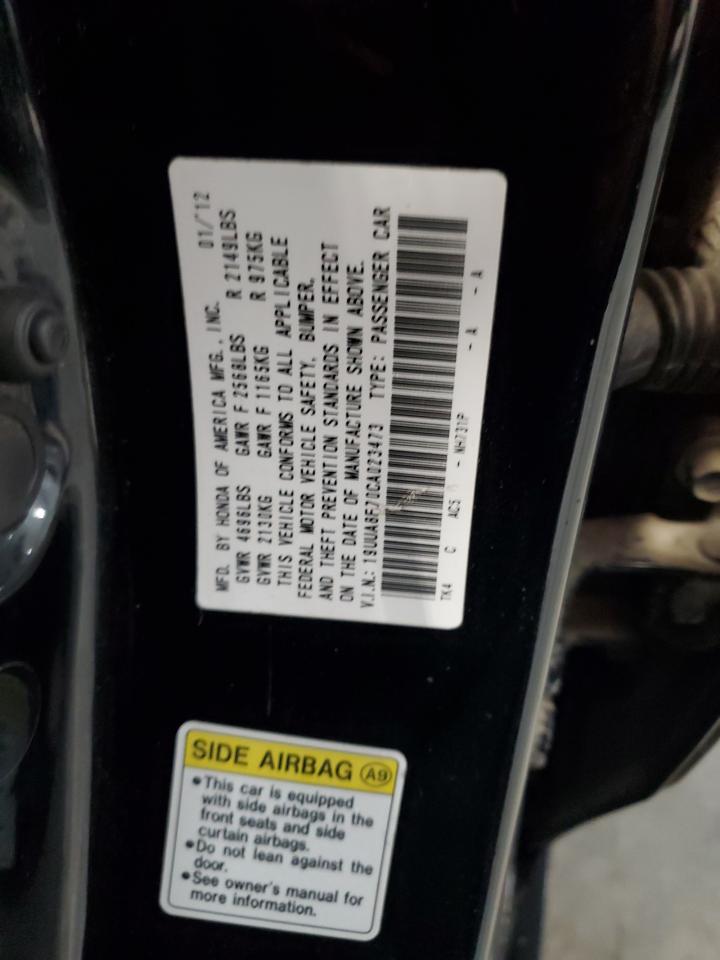 MFD. BY HONDA OF AMERICA MFG., INC. 01/'12
GVWR 4696LBS GAWR F 2568LBS R 2149LBS
GVWR 2130KG GAWR F 1165KG R 975KG
THIS VEHICLE CONFORMS TO ALL APPLICABLE
FEDERAL MOTOR VEHICLE SAFETY, BUMPER,
AND THEFT PREVENTION STANDARDS IN EFFECT
ON THE DATE OF MANUFACTURE SHOWN ABOVE.
V.I.N.: 19UUA8F70CA023473 TYPE: PASSENGER CAR
TK4 C AC5 - NH731P - A - A
SIDE AIRBAG A9
•This car is equipped
with side airbags in the
front seats and side
curtain airbags.
•Do not lean against the
door.
•See owner's manual for
more information.